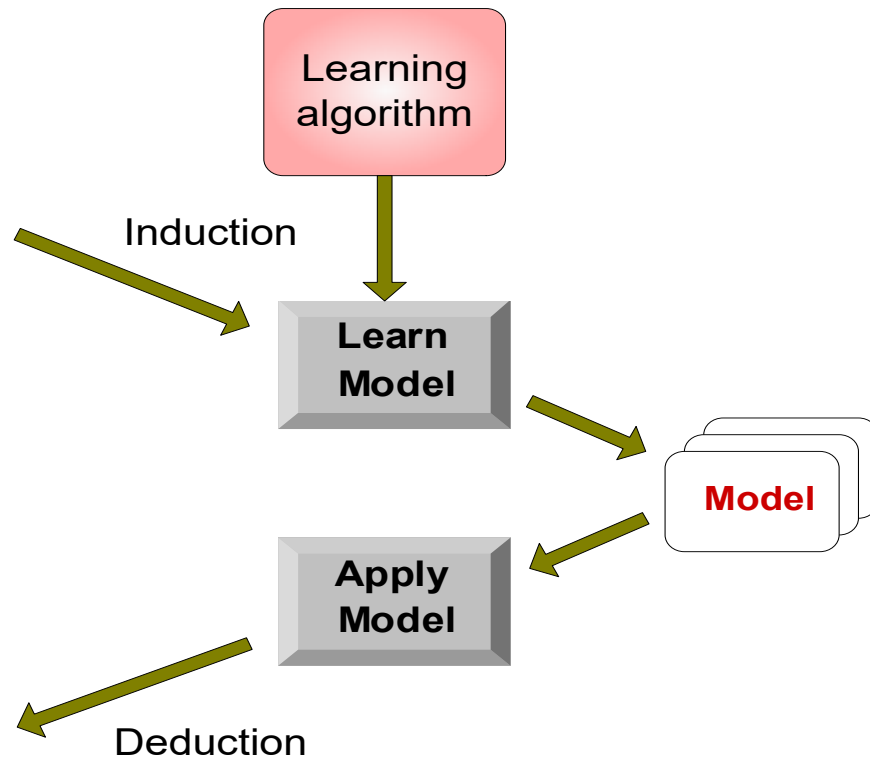 Learning
algorithm
Induction
Learn
Model
Model
Apply
Model
Deduction